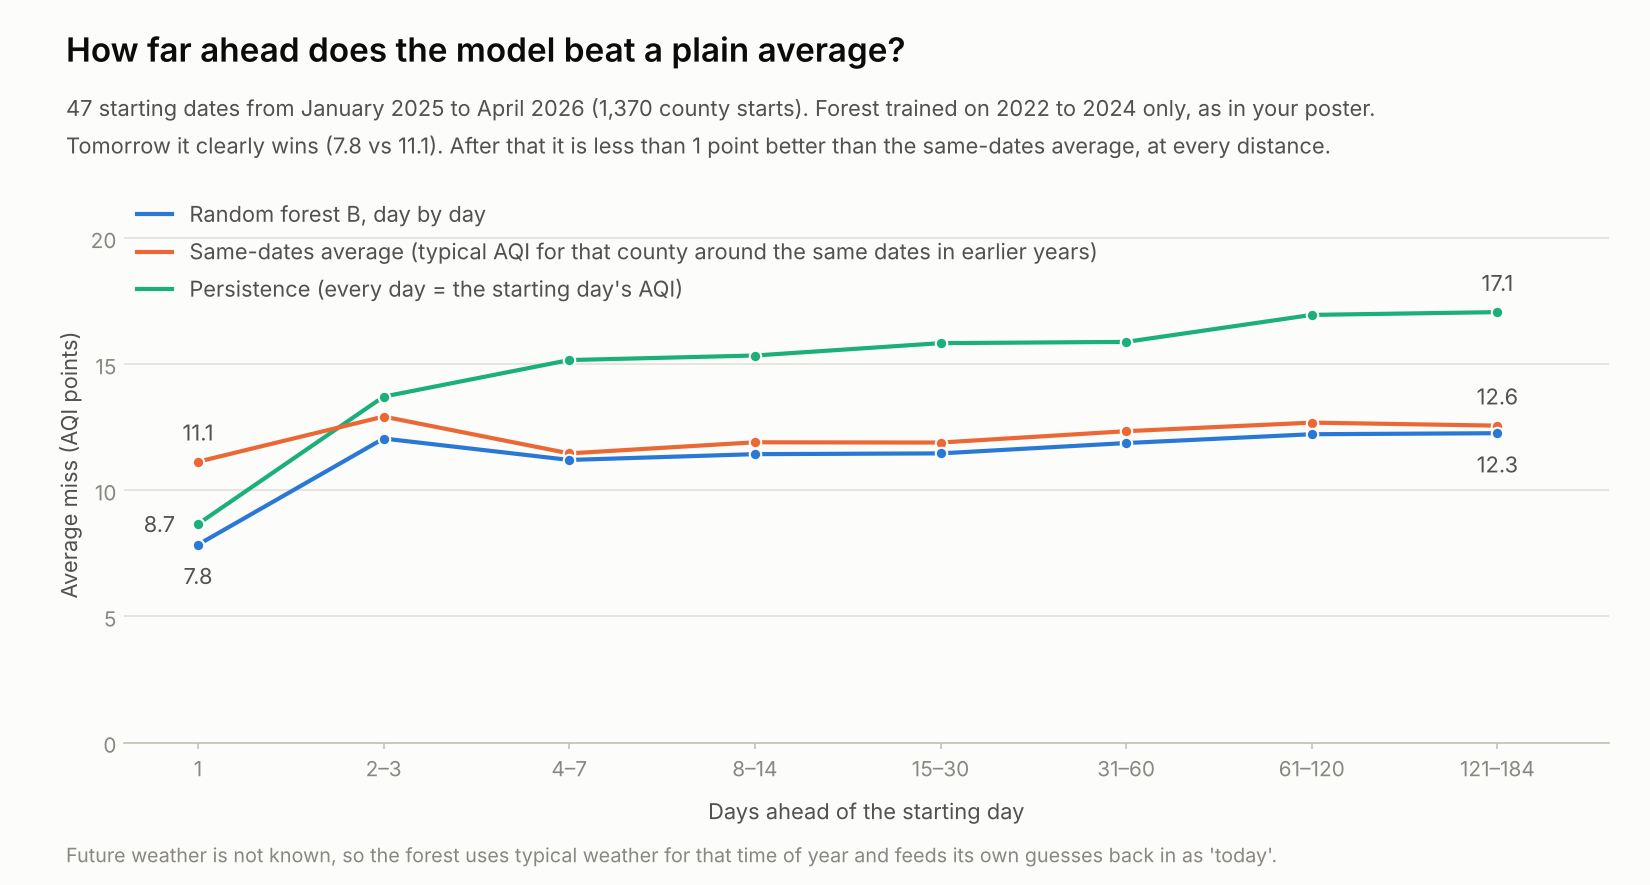 How far ahead does the model beat a plain average?
47 starting dates from January 2025 to April 2026 (1,370 county starts). Forest trained on 2022 to 2024 only, as in your poster.
Tomorrow it clearly wins (7.8 vs 11.1). After that it is less than 1 point better than the same-dates average, at every distance.
Random forest B, day by day
Same-dates average (typical AQI for that county around the same dates in earlier years)
Persistence (every day = the starting day's AQI)
Average miss (AQI points)
20
15
10
5
0
11.1
8.7
7.8
17.1
12.6
12.3
1
2–3
4–7
8–14
15–30
31–60
61–120
121–184
Days ahead of the starting day
Future weather is not known, so the forest uses typical weather for that time of year and feeds its own guesses back in as 'today'.